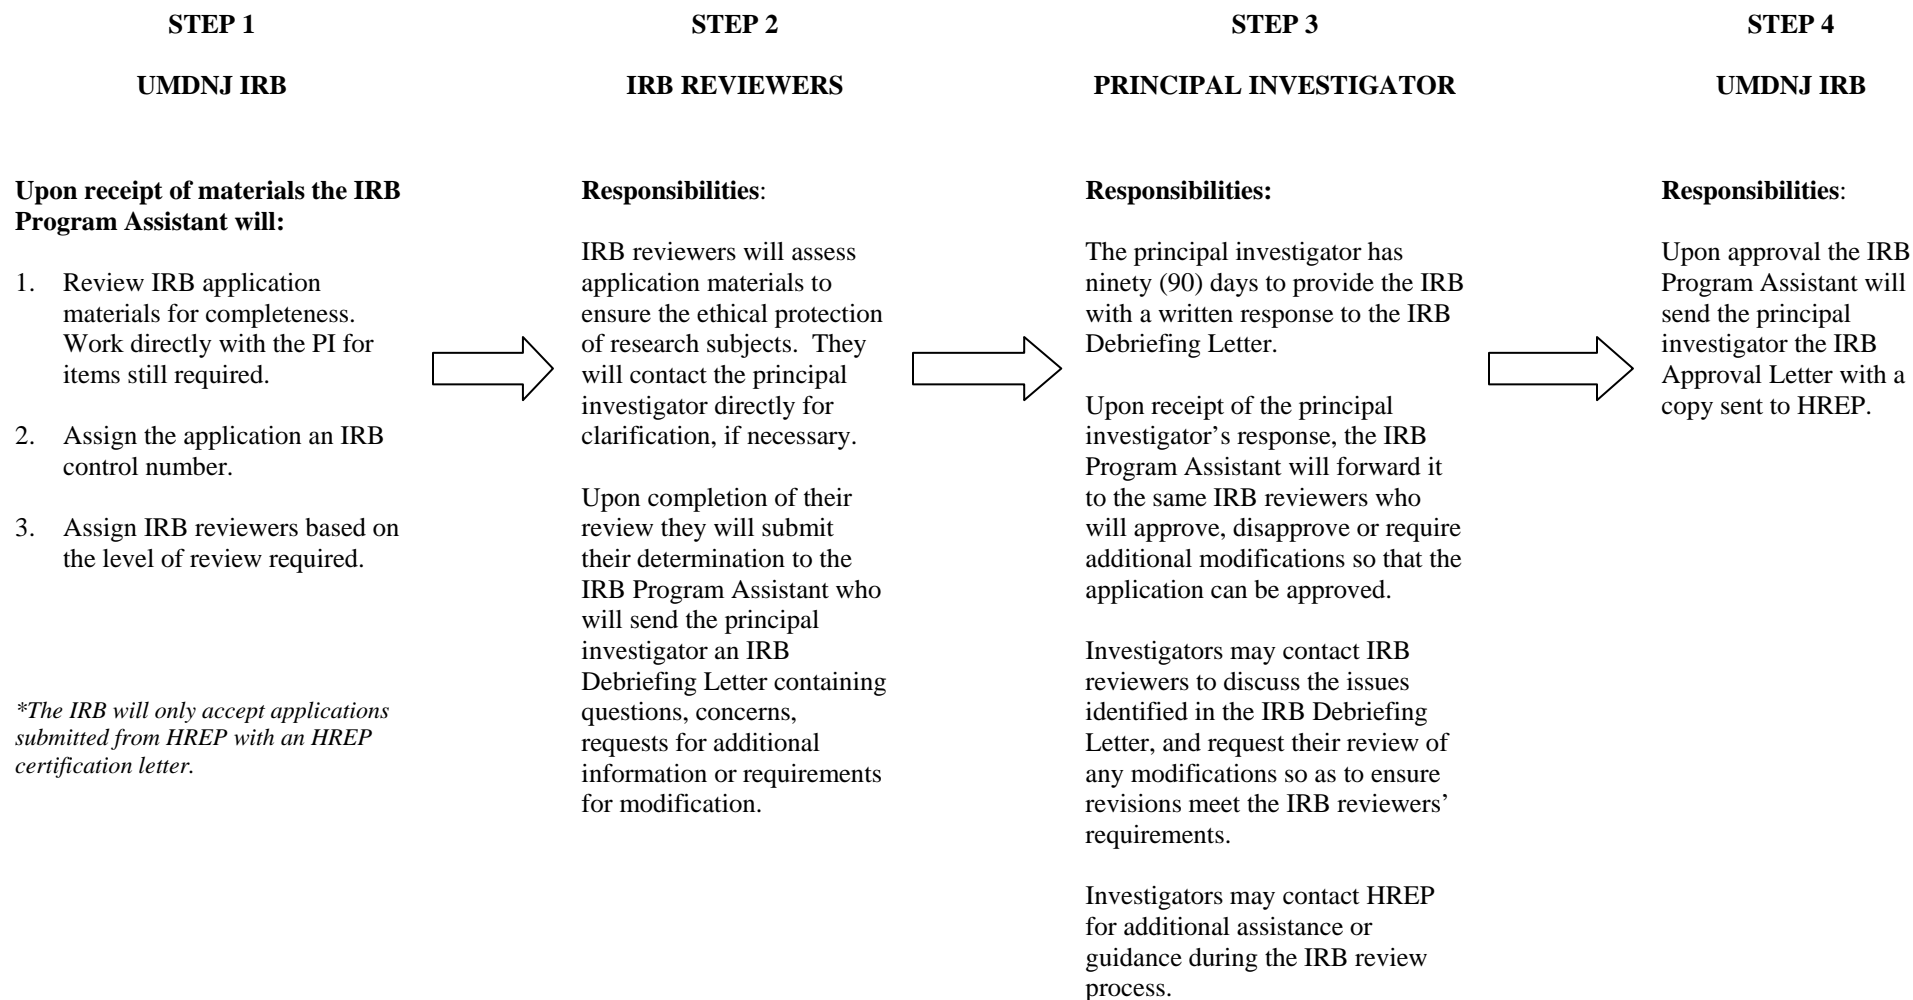 STEP 1
UMDNJ IRB
Upon receipt of materials the IRB
Program Assistant will:
1. Review IRB application
materials for completeness.
Work directly with the PI for
items still required.
2. Assign the application an IRB
control number.
3. Assign IRB reviewers based on
the level of review required.
*The IRB will only accept applications
submitted from HREP with an HREP
certification letter.
STEP 2
IRB REVIEWERS
Responsibilities:
IRB reviewers will assess
application materials to
ensure the ethical protection
of research subjects. They
will contact the principal
investigator directly for
clarification, if necessary.
Upon completion of their
review they will submit
their determination to the
IRB Program Assistant who
will send the principal
investigator an IRB
Debriefing Letter containing
questions, concerns,
requests for additional
information or requirements
for modification.
STEP 3
PRINCIPAL INVESTIGATOR
Responsibilities:
The principal investigator has
ninety (90) days to provide the IRB
with a written response to the IRB
Debriefing Letter.
Upon receipt of the principal
investigator’s response, the IRB
Program Assistant will forward it
to the same IRB reviewers who
will approve, disapprove or require
additional modifications so that the
application can be approved.
Investigators may contact IRB
reviewers to discuss the issues
identified in the IRB Debriefing
Letter, and request their review of
any modifications so as to ensure
revisions meet the IRB reviewers’
requirements.
Investigators may contact HREP
for additional assistance or
guidance during the IRB review
process.
STEP 4
UMDNJ IRB
Responsibilities:
Upon approval the IRB
Program Assistant will
send the principal
investigator the IRB
Approval Letter with a
copy sent to HREP.